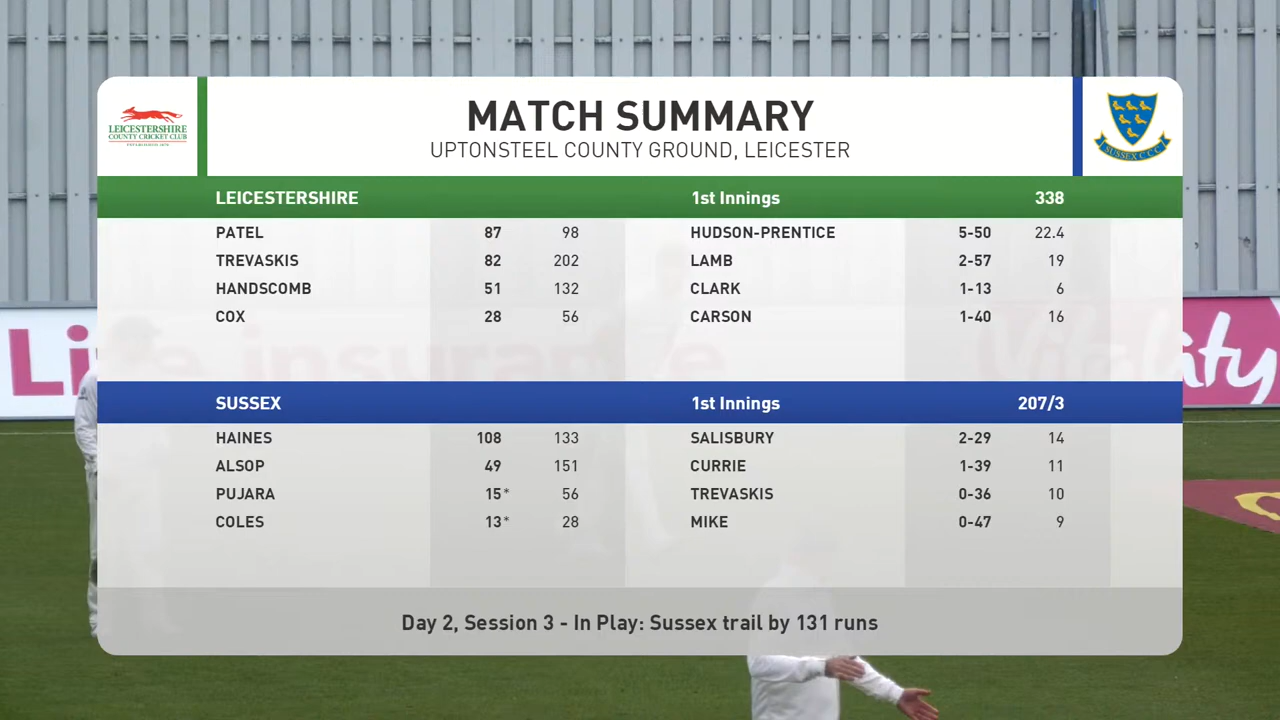 MATCH SUMMARY
UPTONSTEEL COUNTY GROUND, LEICESTER
LEICESTERSHIRE
COUNTY CRICKET CLUB
SUSSEX C.C.C.
LEICESTERSHIRE 1st Innings 338
PATEL 87 98 HUDSON-PRENTICE 5-50 22.4
TREVASKIS 82 202 LAMB 2-57 19
HANDSCOMB 51 132 CLARK 1-13 6
COX 28 56 CARSON 1-40 16
Life insurance
Vitality
SUSSEX 1st Innings 207/3
HAINES 108 133 SALISBURY 2-29 14
ALSOP 49 151 CURRIE 1-39 11
PUJARA 15* 56 TREVASKIS 0-36 10
COLES 13* 28 MIKE 0-47 9
Day 2, Session 3 - In Play: Sussex trail by 131 runs